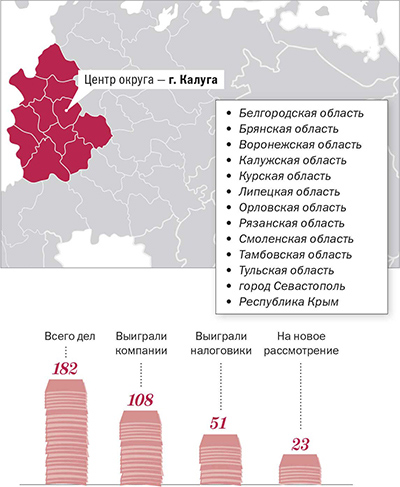 Центр округа — г. Калуга
• Белгородская область
• Брянская область
• Воронежская область
• Калужская область
• Курская область
• Липецкая область
• Орловская область
• Рязанская область
• Смоленская область
• Тамбовская область
• Тульская область
• город Севастополь
• Республика Крым
Всего дел
182
Выиграли
компании
108
Выиграли
налоговики
51
На новое
рассмотрение
23